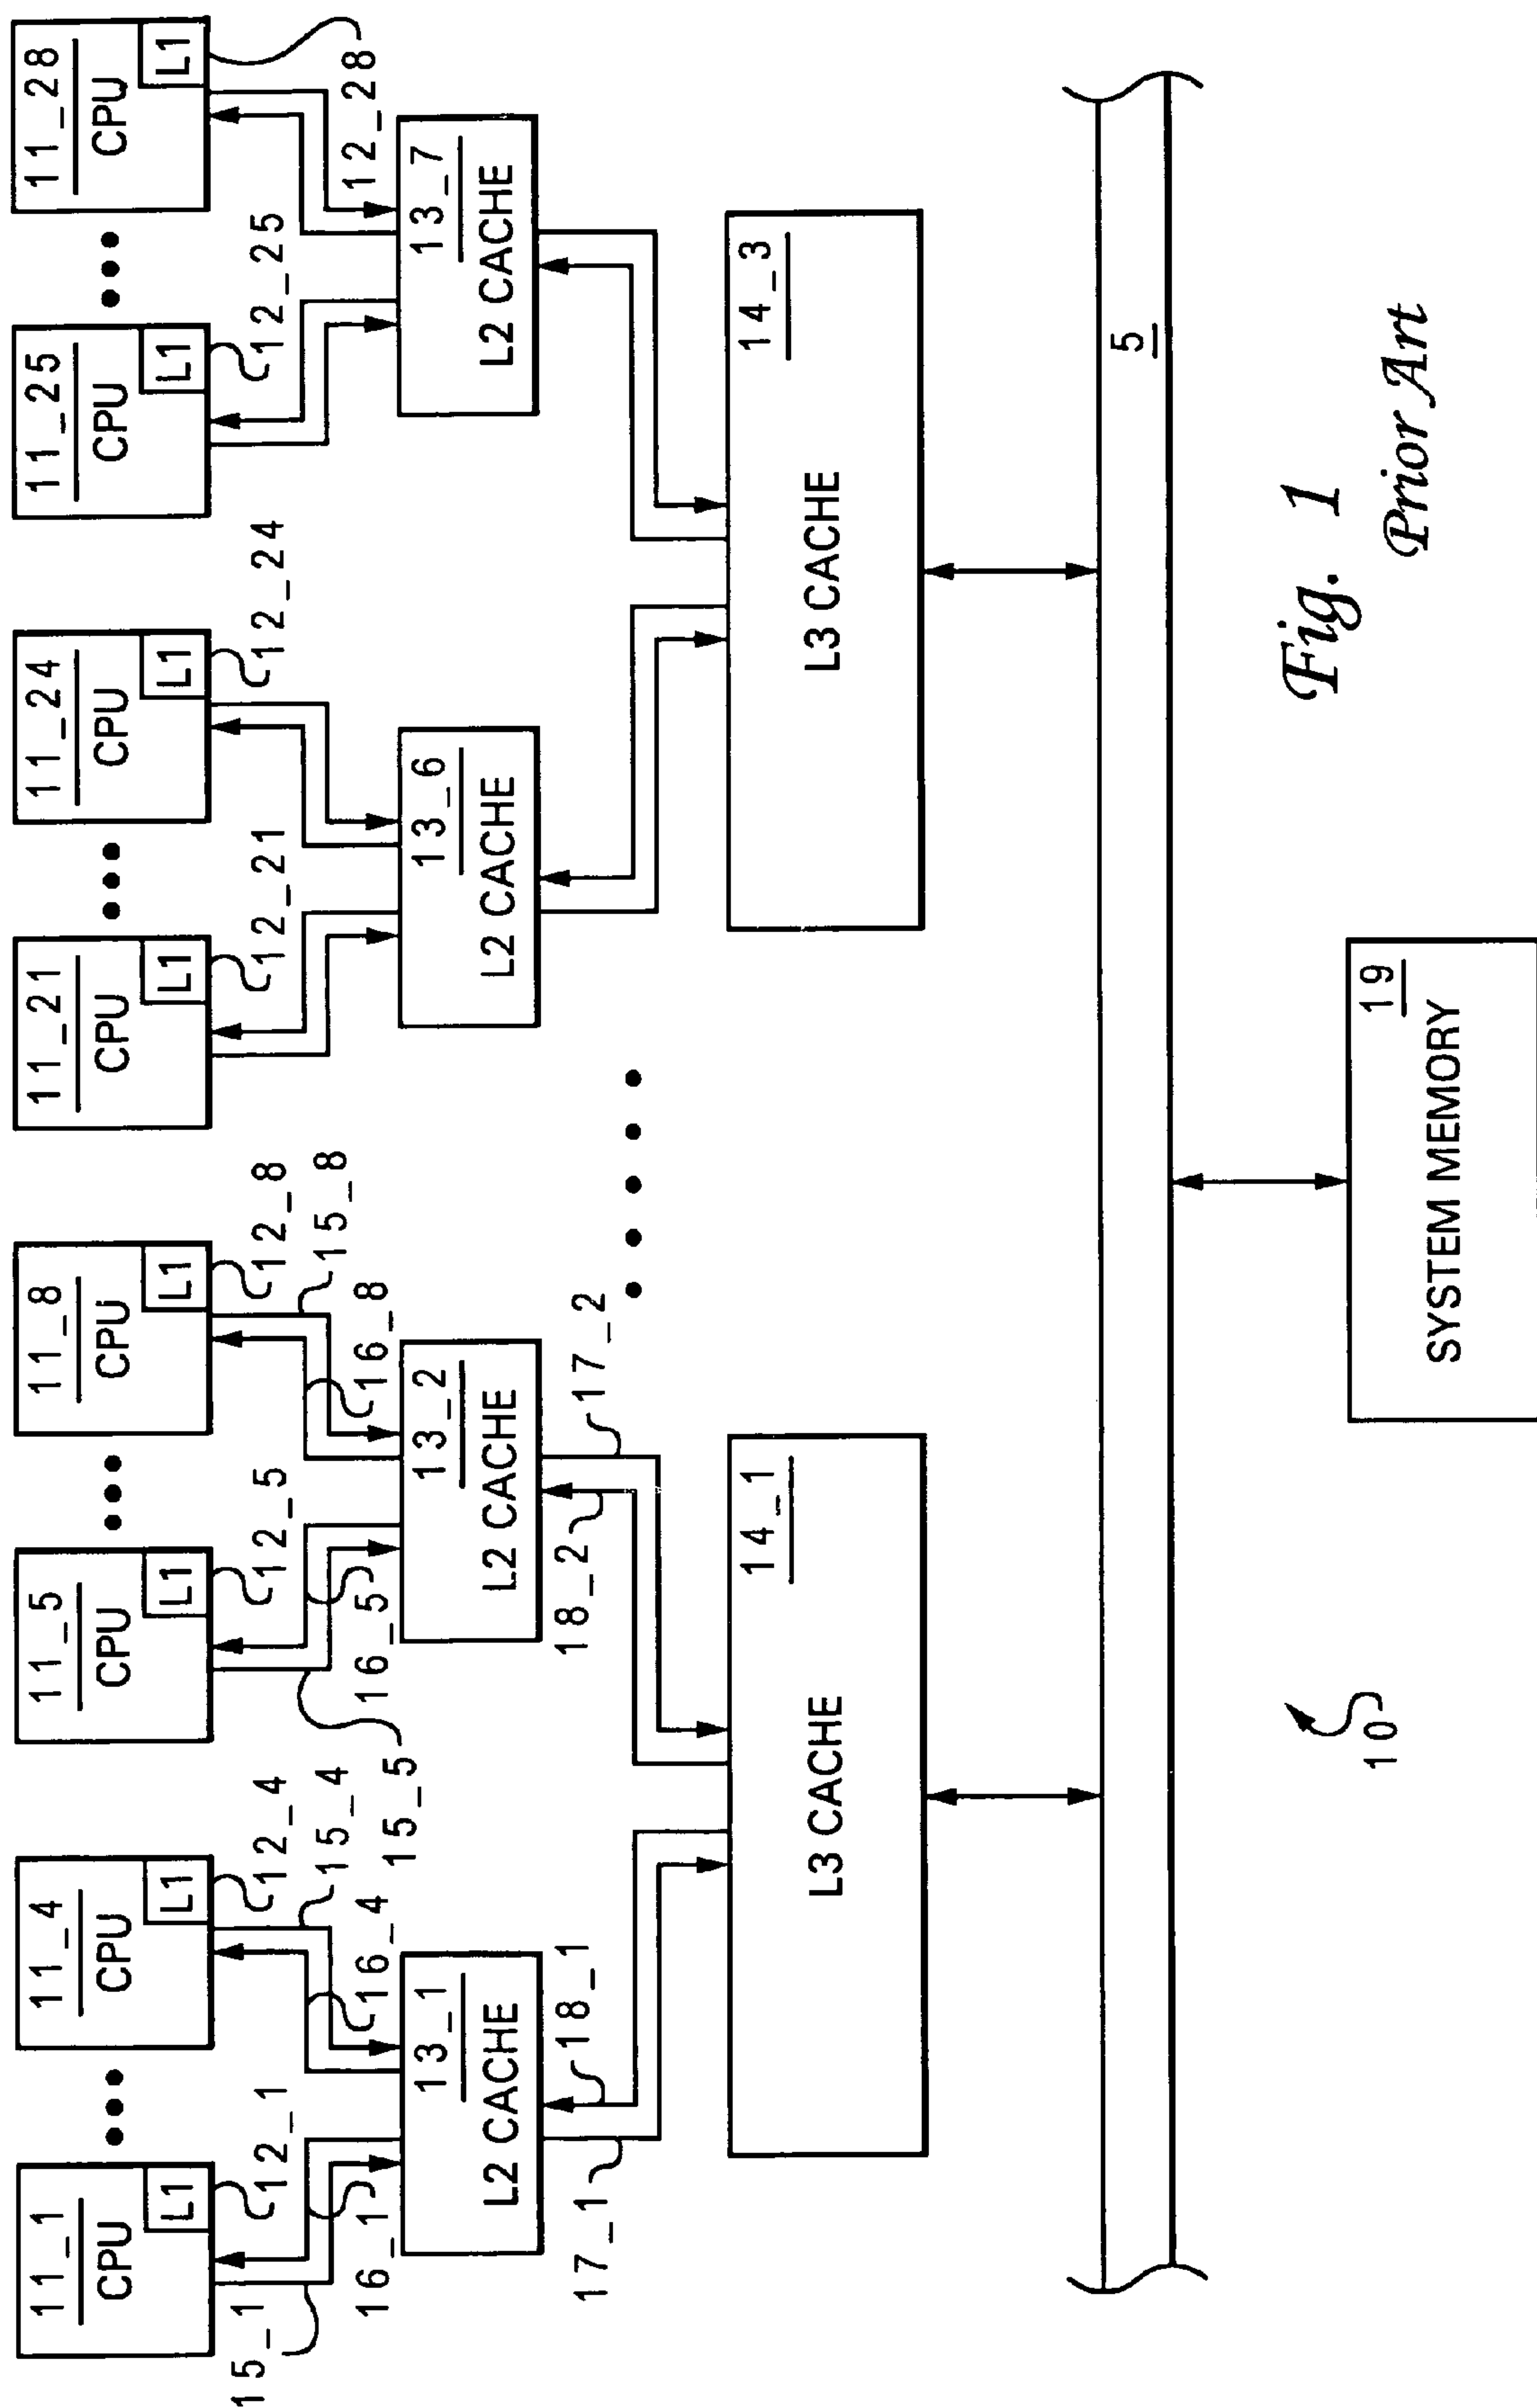 11_1
CPU
L1
11_4
CPU
L1
11_5
CPU
L1
11_8
CPU
L1
11_21
CPU
L1
11_24
CPU
L1
11_25
CPU
L1
11_28
CPU
L1
15_1
12_1
12_4
15_4
12_5
12_8
15_8
12_21
12_24
12_25
12_28
16_1
16_4
15_5
16_5
16_8
13_1
L2 CACHE
13_2
L2 CACHE
13_6
L2 CACHE
13_7
L2 CACHE
17_1
18_1
18_2
17_2
14_1
L3 CACHE
14_3
L3 CACHE
5
10
19
SYSTEM MEMORY
Fig. 1
Prior Art